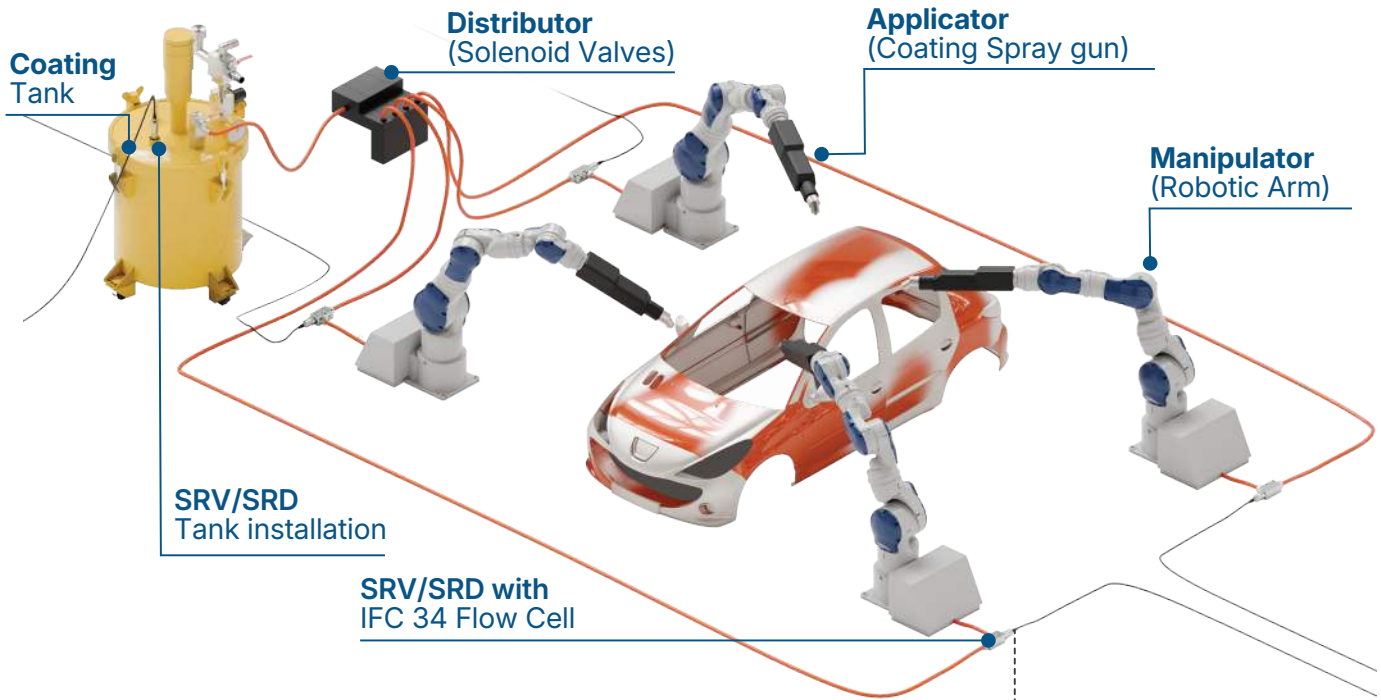 Coating
Tank
Distributor
(Solenoid Valves)
Applicator
(Coating Spray gun)
Manipulator
(Robotic Arm)
SRV/SRD
Tank installation
SRV/SRD with
IFC 34 Flow Cell